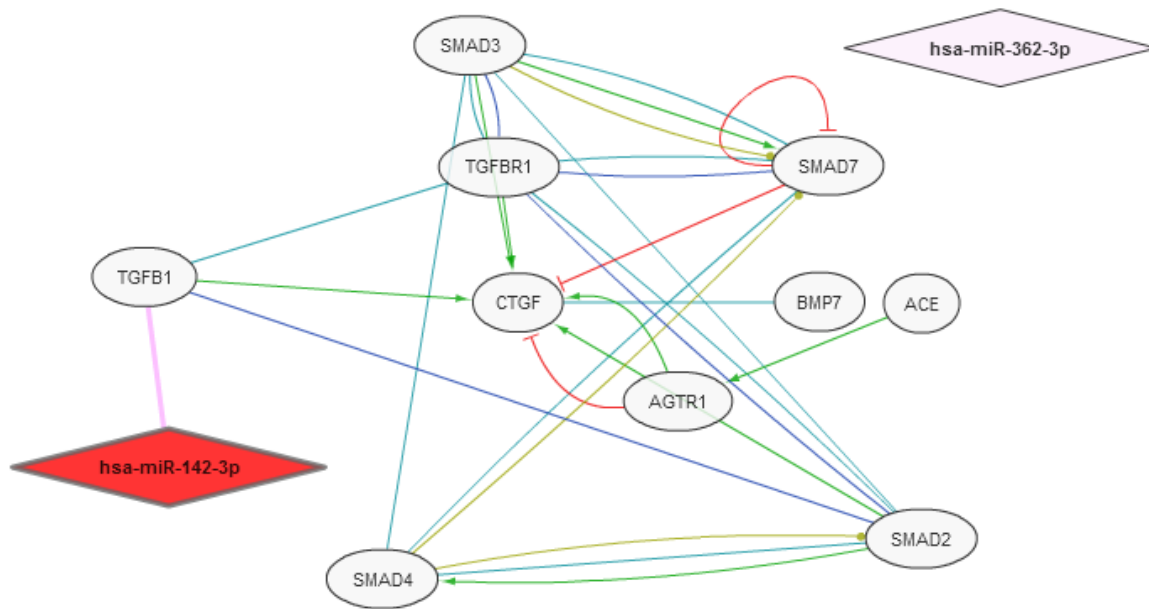 SMAD3
hsa-miR-362-3p
TGFBR1
SMAD7
TGFB1
CTGF
BMP7
ACE
AGTR1
hsa-miR-142-3p
SMAD2
SMAD4